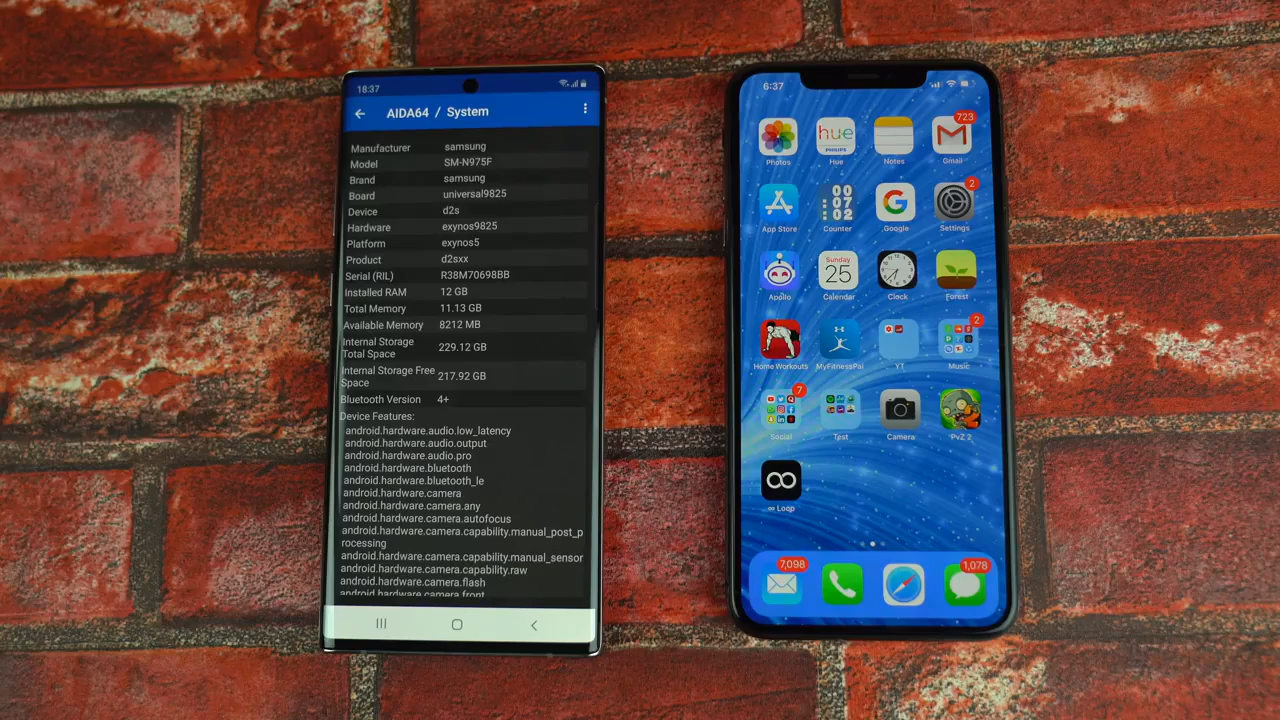 18:37
AIDA64 / System
Manufacturer samsung
Model SM-N975F
Brand samsung
Board universal9825
Device d2s
Hardware exynos9825
Platform exynos5
Product d2sxx
Serial (RIL) R38M70698BB
Installed RAM 12 GB
Total Memory 11.13 GB
Available Memory 8212 MB
Internal Storage
Total Space 229.12 GB
Internal Storage Free
Space 217.92 GB
Bluetooth Version 4+
Device Features:
android.hardware.audio.low_latency
android.hardware.audio.output
android.hardware.audio.pro
android.hardware.bluetooth
android.hardware.bluetooth_le
android.hardware.camera
android.hardware.camera.any
android.hardware.camera.autofocus
android.hardware.camera.capability.manual_post_p
rocessing
android.hardware.camera.capability.manual_sensor
android.hardware.camera.capability.raw
android.hardware.camera.flash
android.hardware.camera.front
6:37
723
hue
PHILIPS
Photos Hue Notes Gmail
2
00
07
02
G
App Store Counter Google Settings
Sunday
25
Apollo Calendar Clock Forest
2
Home Workouts MyFitnessPal YT Music
7
Social Test Camera PvZ 2
∞ Loop
7,098 1,078